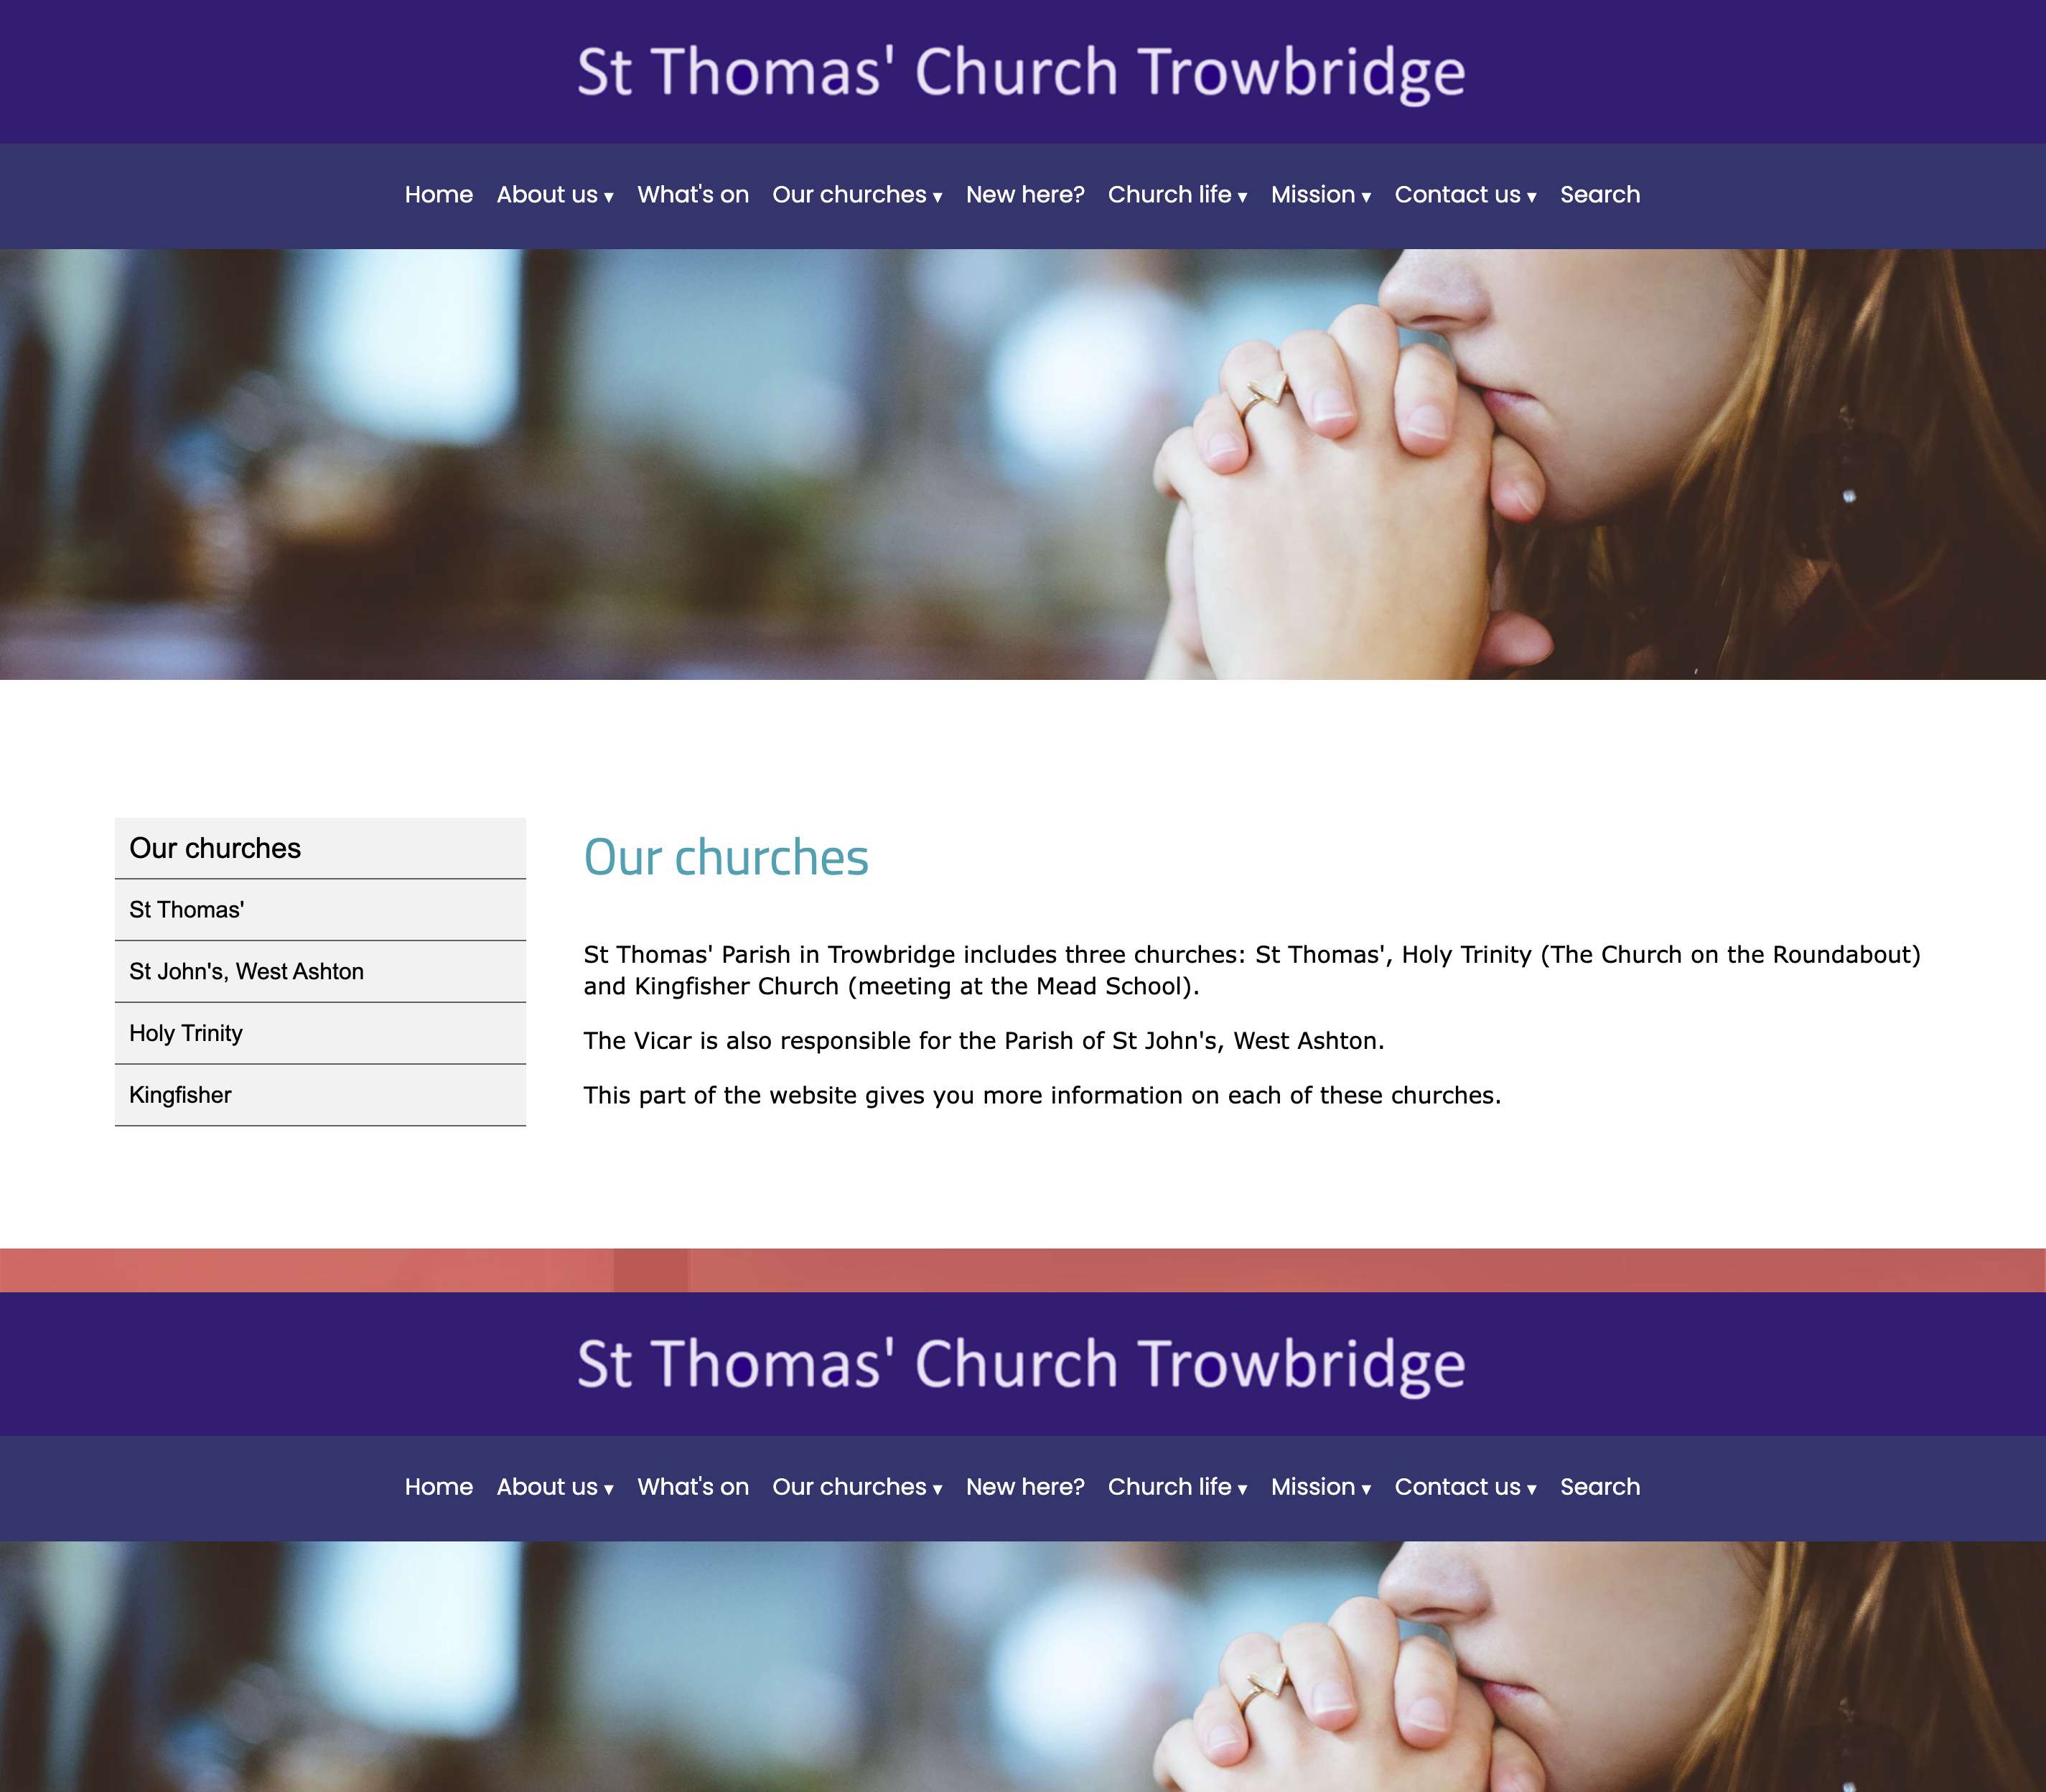 St Thomas' Church Trowbridge
Home About us ▾ What's on Our churches ▾ New here? Church life ▾ Mission ▾ Contact us ▾ Search
Our churches
St Thomas'
St John's, West Ashton
Holy Trinity
Kingfisher
Our churches
St Thomas' Parish in Trowbridge includes three churches: St Thomas', Holy Trinity (The Church on the Roundabout)
and Kingfisher Church (meeting at the Mead School).
The Vicar is also responsible for the Parish of St John's, West Ashton.
This part of the website gives you more information on each of these churches.
St Thomas' Church Trowbridge
Home About us ▾ What's on Our churches ▾ New here? Church life ▾ Mission ▾ Contact us ▾ Search